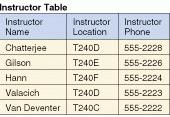 Instructor Table
Instructor Name Instructor Location Instructor Phone
Chatterjee T240D 555-2228
Gilson T240E 555-2226
Hann T240F 555-2224
Valacich T240D 555-2223
Van Deventer T240C 555-2222